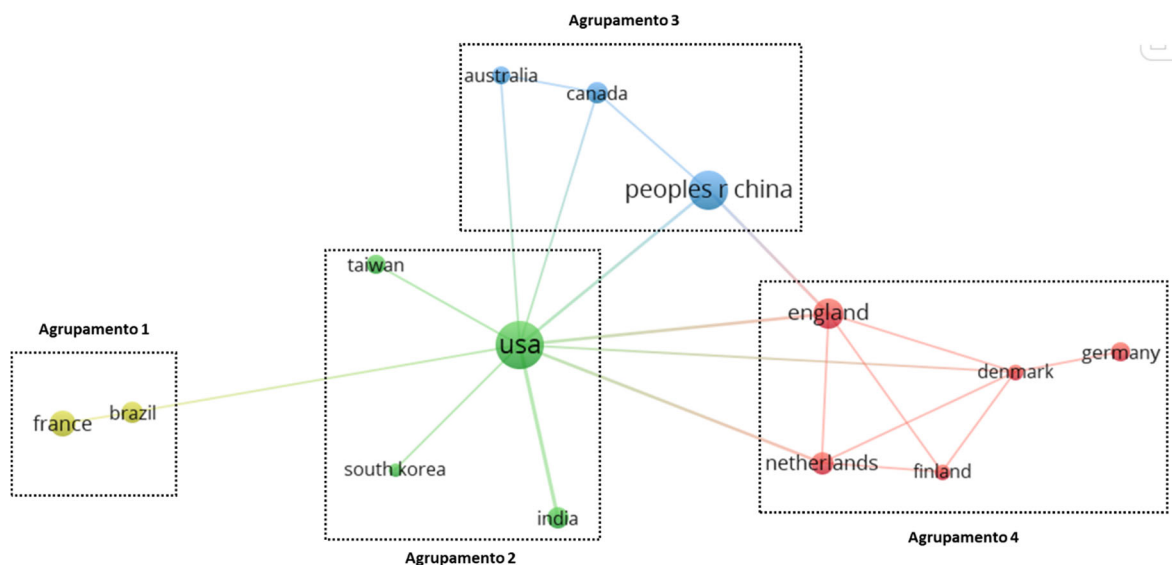 Agrupamento 3
australia
canada
peoples r china
taiwan
usa
england
Agrupamento 1
germany
denmark
brazil
france
south korea
netherlands
finland
india
Agrupamento 4
Agrupamento 2